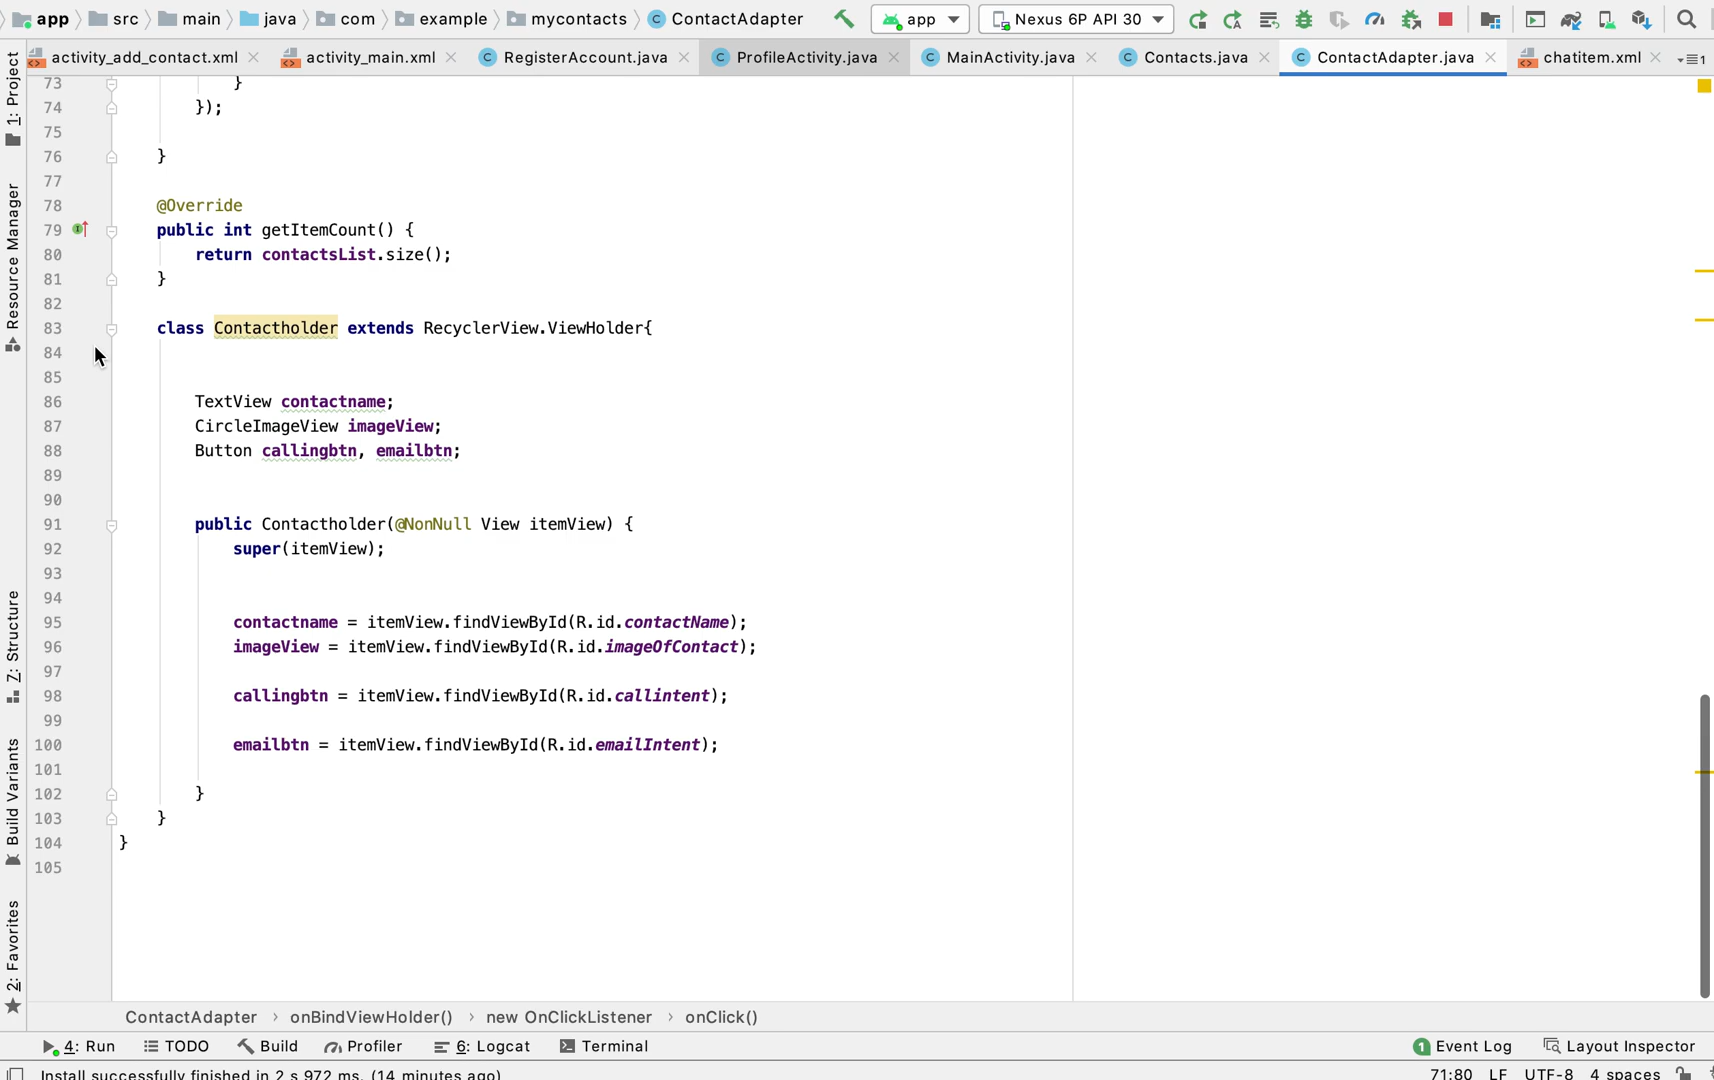 app src main java com example mycontacts ContactAdapter app Nexus 6P API 30
activity_add_contact.xml activity_main.xml RegisterAccount.java ProfileActivity.java MainActivity.java Contacts.java ContactAdapter.java chatitem.xml 1
1: Project
Resource Manager
7: Structure
Build Variants
2: Favorites
73 }
74 });
75
76 }
77
78 @Override
79 public int getItemCount() {
80 return contactsList.size();
81 }
82
83 class Contactholder extends RecyclerView.ViewHolder{
84
85
86 TextView contactname;
87 CircleImageView imageView;
88 Button callingbtn, emailbtn;
89
90
91 public Contactholder(@NonNull View itemView) {
92 super(itemView);
93
94
95 contactname = itemView.findViewById(R.id.contactName);
96 imageView = itemView.findViewById(R.id.imageOfContact);
97
98 callingbtn = itemView.findViewById(R.id.callintent);
99
100 emailbtn = itemView.findViewById(R.id.emailIntent);
101
102 }
103 }
104 }
105
ContactAdapter › onBindViewHolder() › new OnClickListener › onClick()
4: Run TODO Build Profiler 6: Logcat Terminal 1 Event Log Layout Inspector
Install successfully finished in 2 s 972 ms. (14 minutes ago) 71:80 LF UTF-8 4 spaces